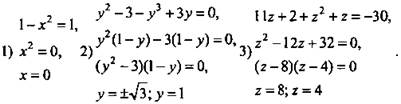 1) 1-x²=1,
x²=0,
x=0
2) y²-3-y³+3y=0,
y²(1-y)-3(1-y)=0,
(y²-3)(1-y)=0,
y=±√3; y=1
3) 11z+2+z²+z=-30,
z²-12z+32=0,
(z-8)(z-4)=0
z=8; z=4
.